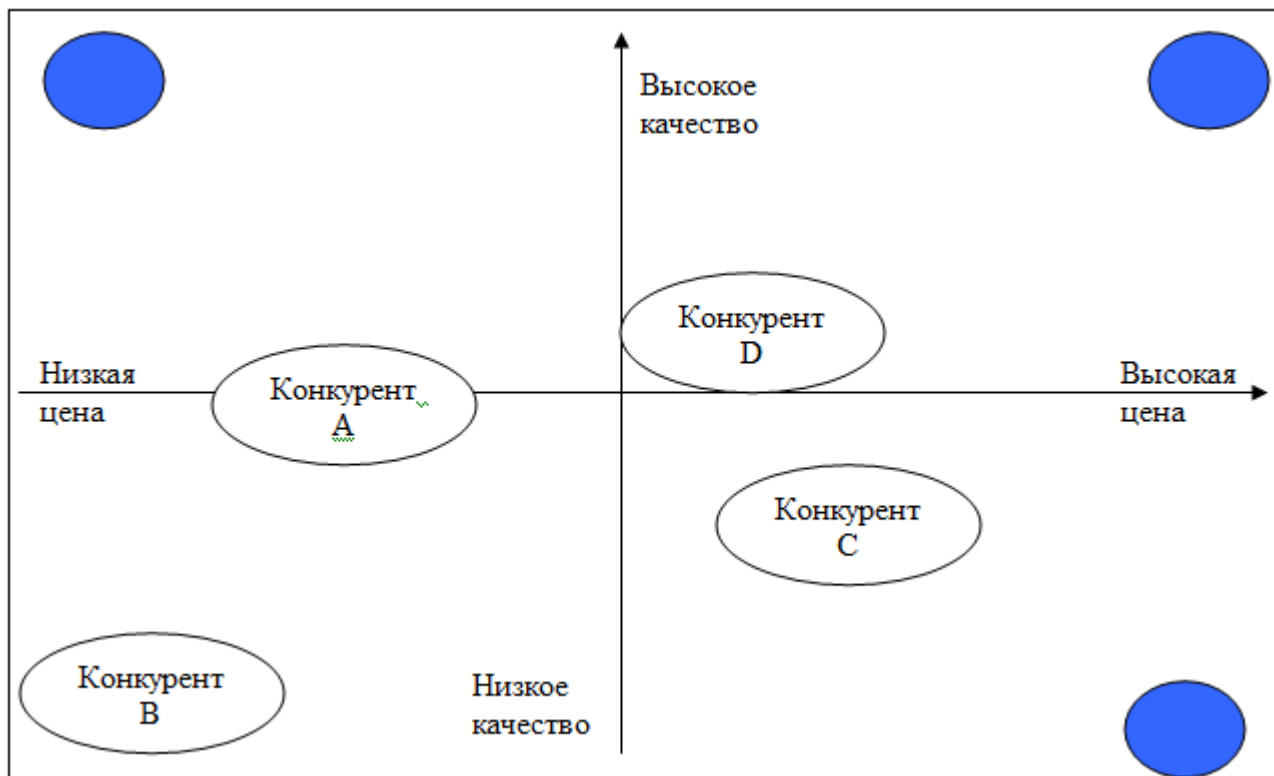 Высокое
качество
Конкурент
D
Низкая
цена
Конкурент
А
Высокая
цена
Конкурент
С
Конкурент
В
Низкое
качество